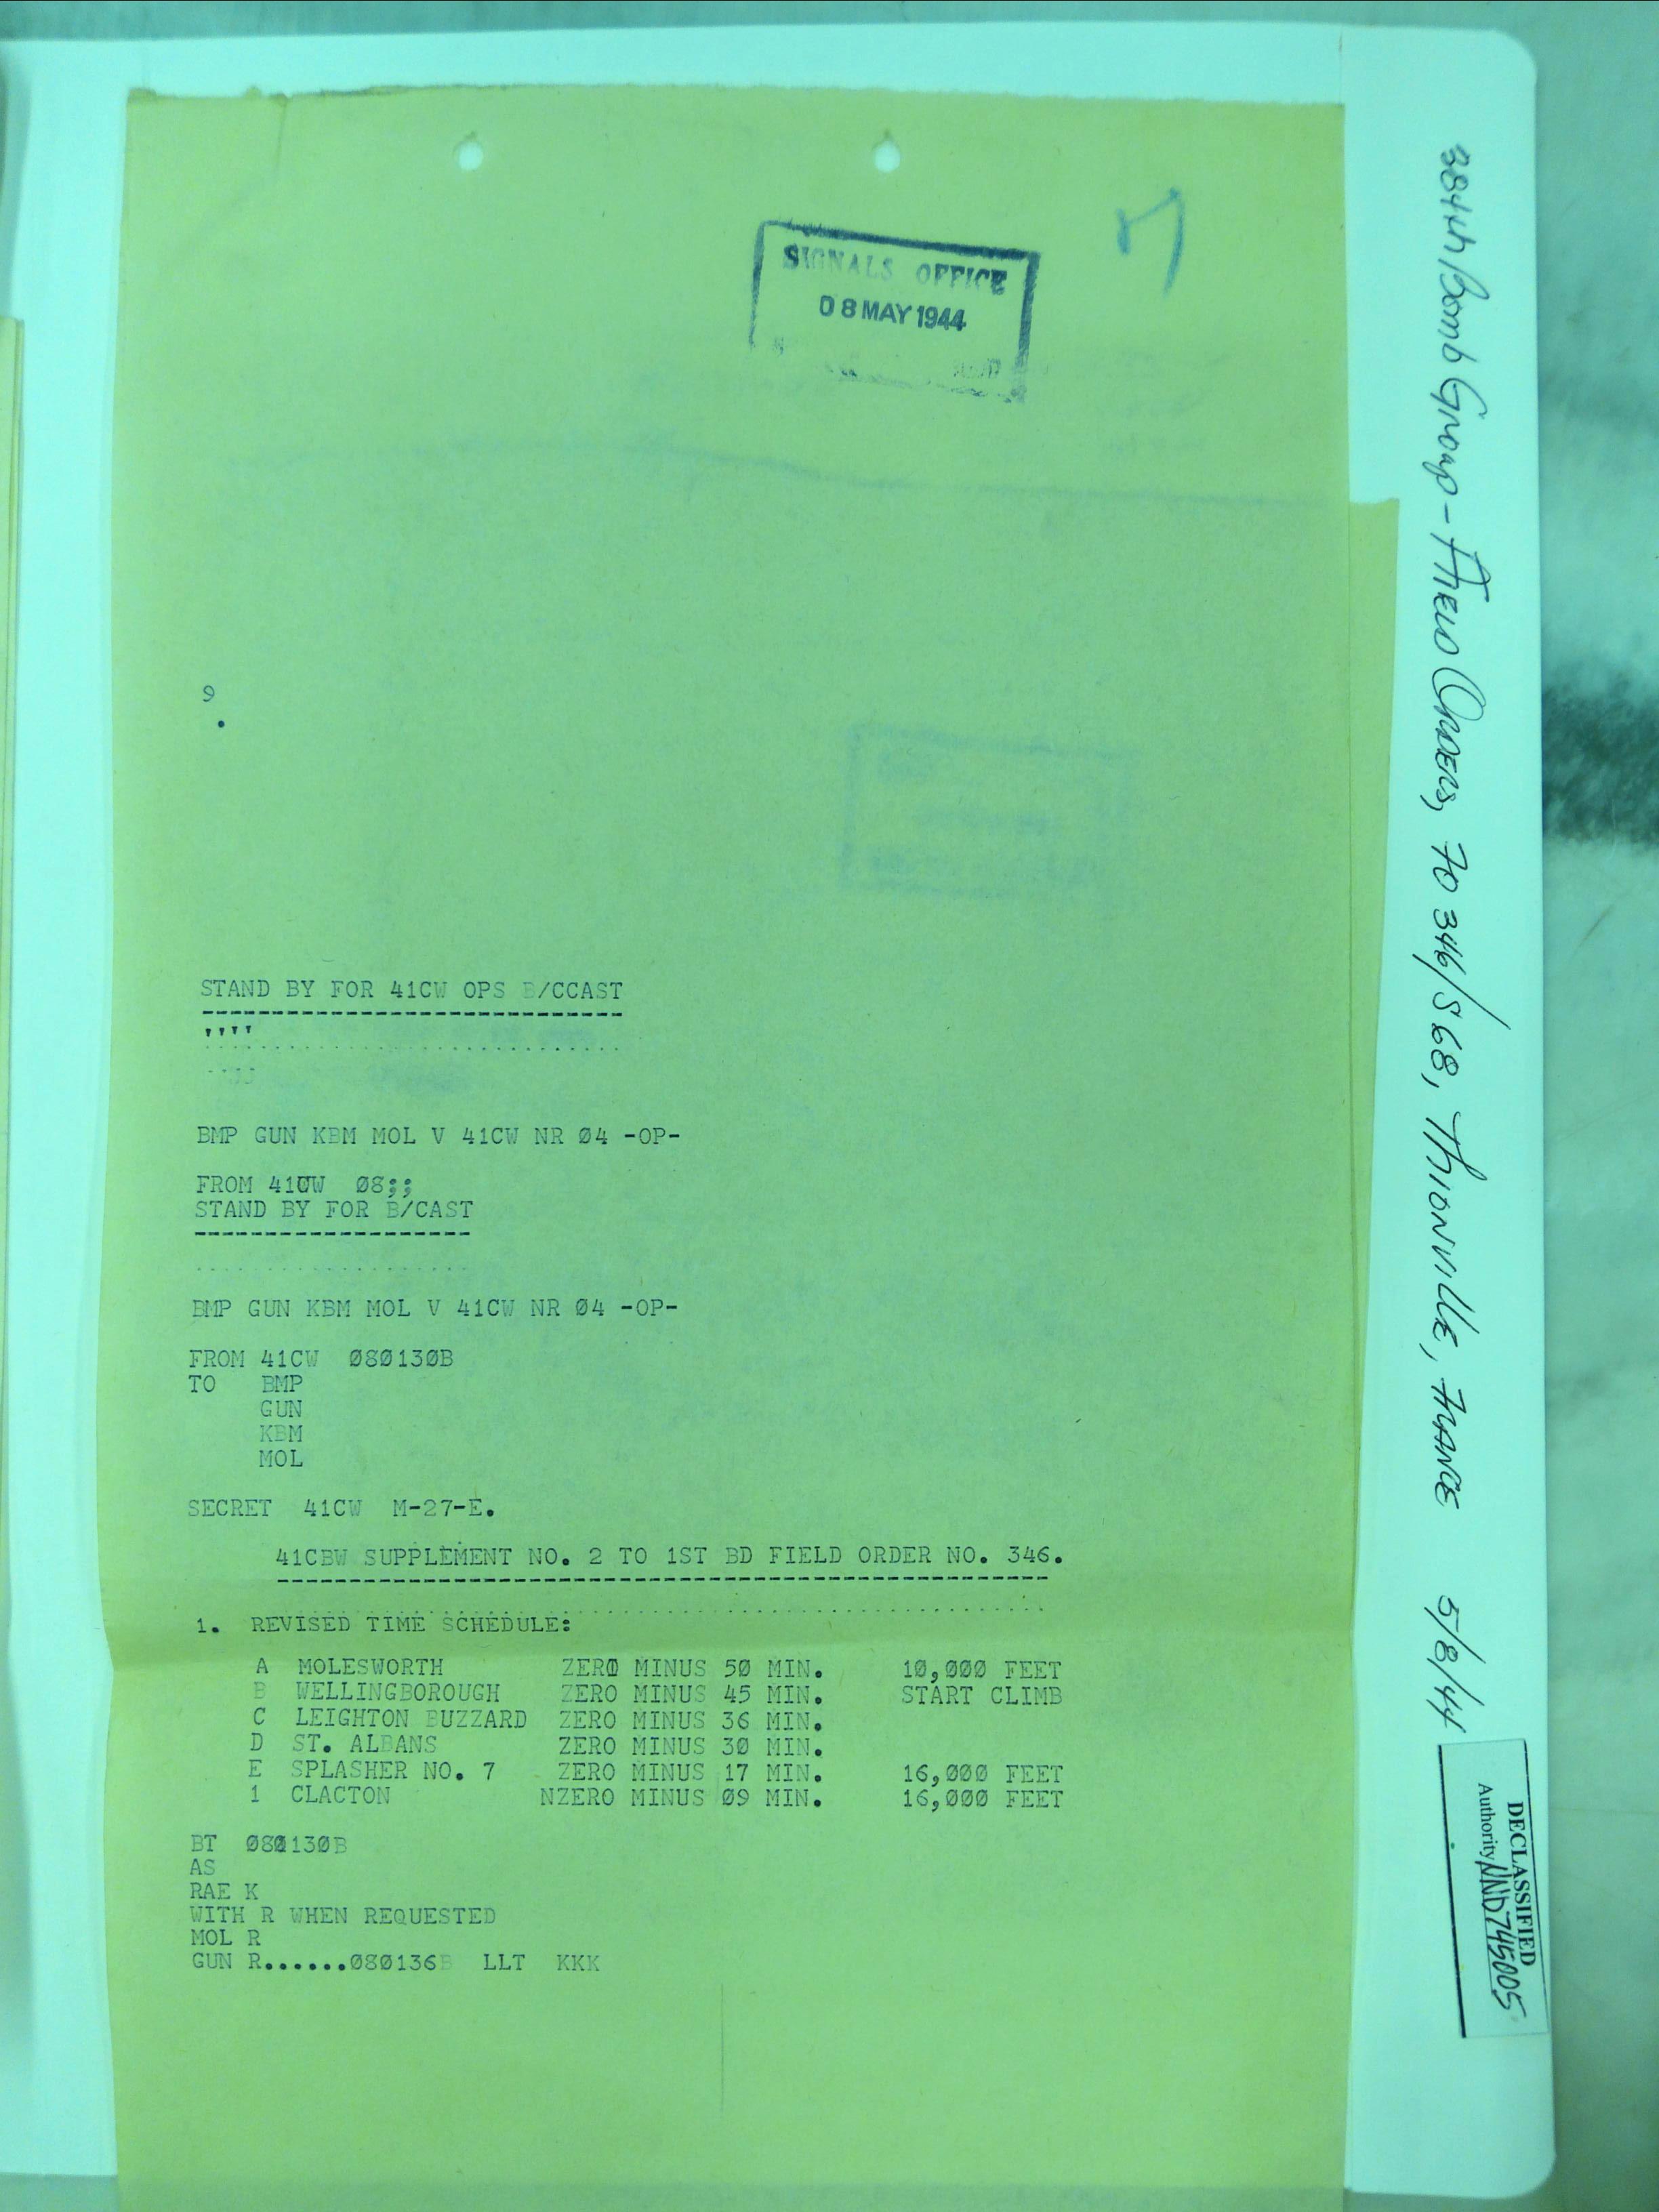 SIGNALS OFFICE
08 MAY 1944
9
.
STAND BY FOR 41CW OPS B/CCAST
-----------------------------
''''
.............................
BMP GUN KBM MOL V 41CW NR Ø4 -OP-
FROM 41CW Ø8;;
STAND BY FOR B/CAST
-------------------
...................
BMP GUN KBM MOL V 41CW NR Ø4 -OP-
FROM 41CW Ø8Ø13ØB
TO BMP
GUN
KBM
MOL
SECRET 41CW M-27-E.
41CBW SUPPLEMENT NO. 2 TO 1ST BD FIELD ORDER NO. 346.
-----------------------------------------------------
1. REVISED TIME SCHEDULE:
A MOLESWORTH ZERO MINUS 5Ø MIN. 1Ø,ØØØ FEET
B WELLINGBOROUGH ZERO MINUS 45 MIN. START CLIMB
C LEIGHTON BUZZARD ZERO MINUS 36 MIN.
D ST. ALBANS ZERO MINUS 3Ø MIN.
E SPLASHER NO. 7 ZERO MINUS 17 MIN. 16,ØØØ FEET
1 CLACTON NZERO MINUS Ø9 MIN. 16,ØØØ FEET
BT Ø8Ø13ØB
AS
RAE K
WITH R WHEN REQUESTED
MOL R
GUN R......Ø8Ø136B LLT KKK
384th Bomb Group - Field Orders, FO 346/S68, Thionville, France 5/8/44
DECLASSIFIED
Authority NND745005